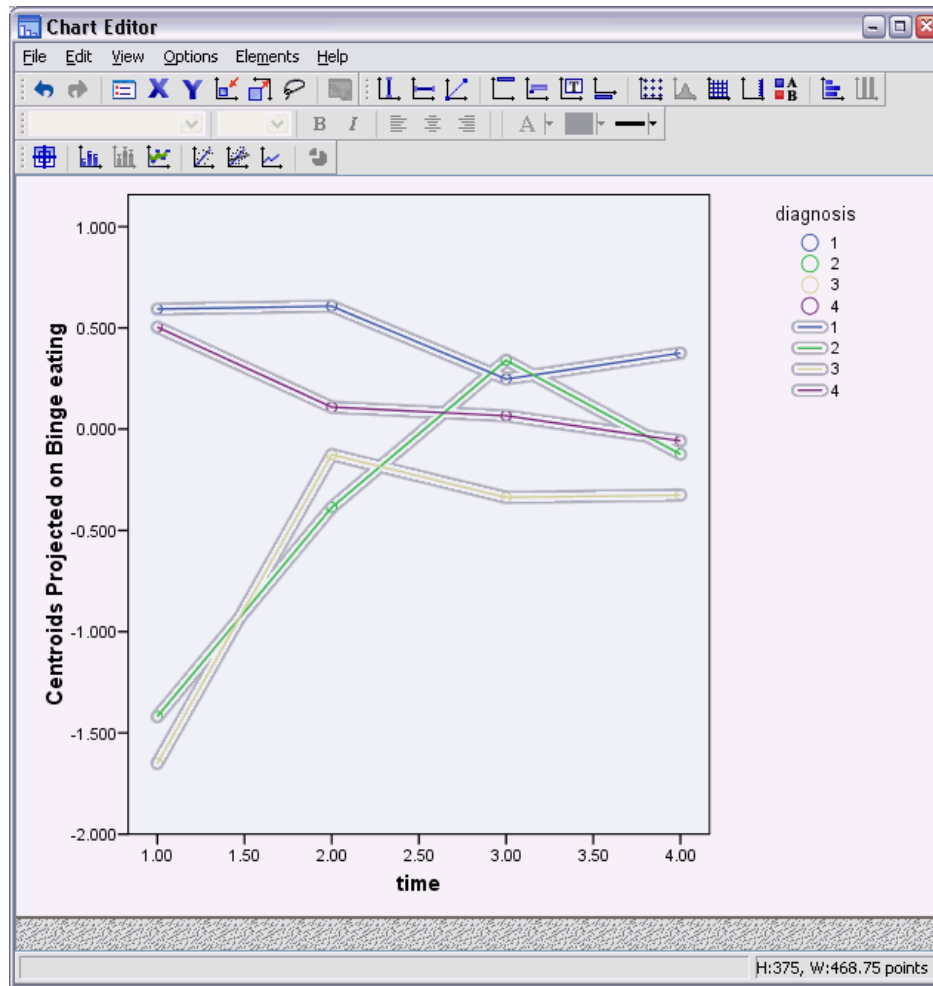 Chart Editor
File Edit View Options Elements Help
X Y T A B
B I A
diagnosis
1
2
3
4
1
2
3
4
1.000
0.500
0.000
-0.500
-1.000
-1.500
-2.000
Centroids Projected on Binge eating
1.00 1.50 2.00 2.50 3.00 3.50 4.00
time
H:375, W:468.75 points